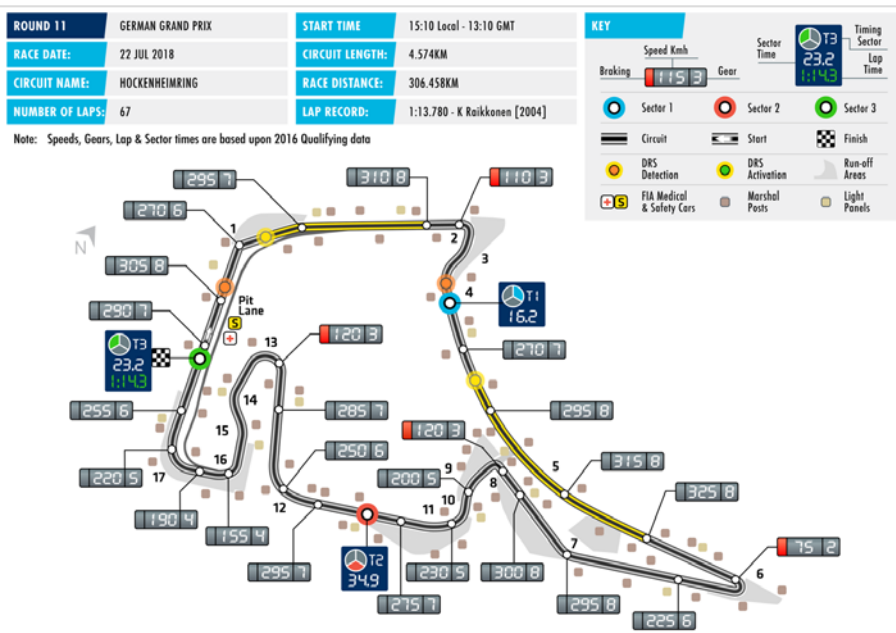 ROUND 11 GERMAN GRAND PRIX START TIME 15:10 Local - 13:10 GMT
RACE DATE: 22 JUL 2018 CIRCUIT LENGTH: 4.574KM
CIRCUIT NAME: HOCKENHEIMRING RACE DISTANCE: 306.458KM
NUMBER OF LAPS: 67 LAP RECORD: 1:13.780 - K Raikkonen [2004]
Note: Speeds, Gears, Lap & Sector times are based upon 2016 Qualifying data
KEY
Speed Kmh
Braking 115 3 Gear
Sector Time
T3
23.2
1:14.3
Timing Sector
Lap Time
Sector 1 Sector 2 Sector 3
Circuit Start Finish
DRS Detection DRS Activation Run-off Areas
S FIA Medical & Safety Cars Marshal Posts Light Panels
N
295 7
310 8
110 3
270 6
1
2
3
305 8
4
T1
16.2
290 7
Pit Lane
S
T3
23.2
1:14.3
13
120 3
270 7
255 6
14
285 7
295 8
15
120 3
250 6
16
9
200 5
8
5
315 8
17
220 5
10
325 8
190 4
12
11
155 4
7
75 2
295 7
T2
34.9
230 5
300 8
6
275 7
295 8
225 6